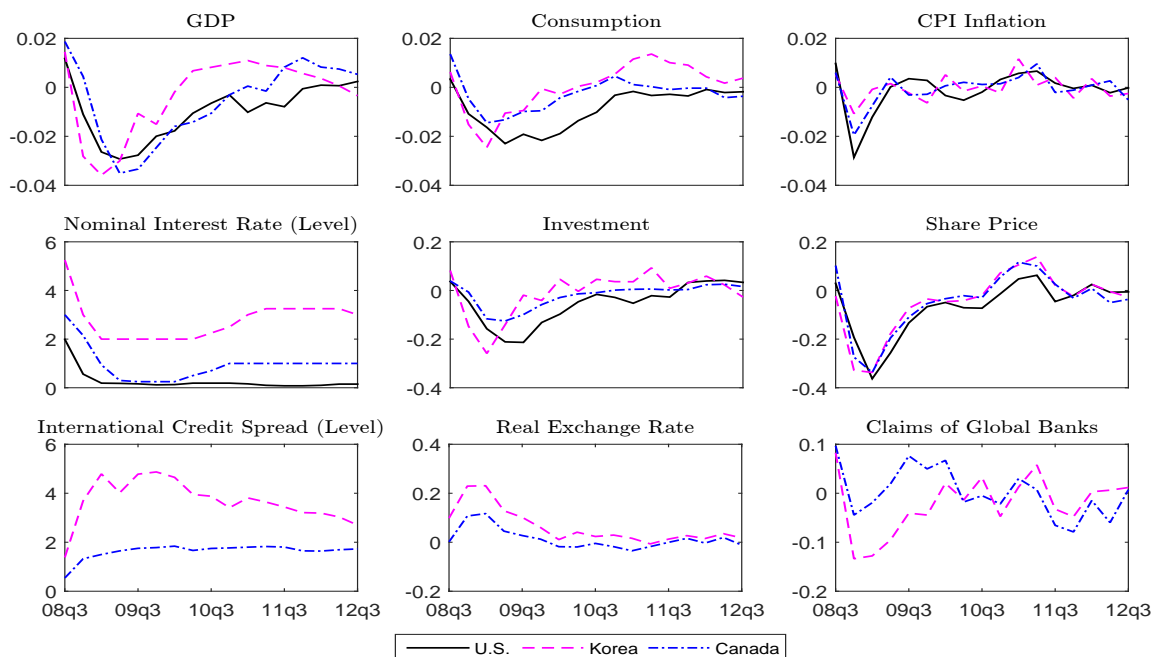 GDP
Consumption
CPI Inflation
0.02
0
-0.02
-0.04
0.02
0
-0.02
-0.04
0.02
0
-0.02
-0.04
Nominal Interest Rate (Level)
Investment
Share Price
6
4
2
0
0.2
0
-0.2
-0.4
0.2
0
-0.2
-0.4
International Credit Spread (Level)
Real Exchange Rate
Claims of Global Banks
6
4
2
0
0.4
0.2
0
-0.2
0.1
0
-0.1
-0.2
08q3 09q3 10q3 11q3 12q3
08q3 09q3 10q3 11q3 12q3
08q3 09q3 10q3 11q3 12q3
U.S. Korea Canada